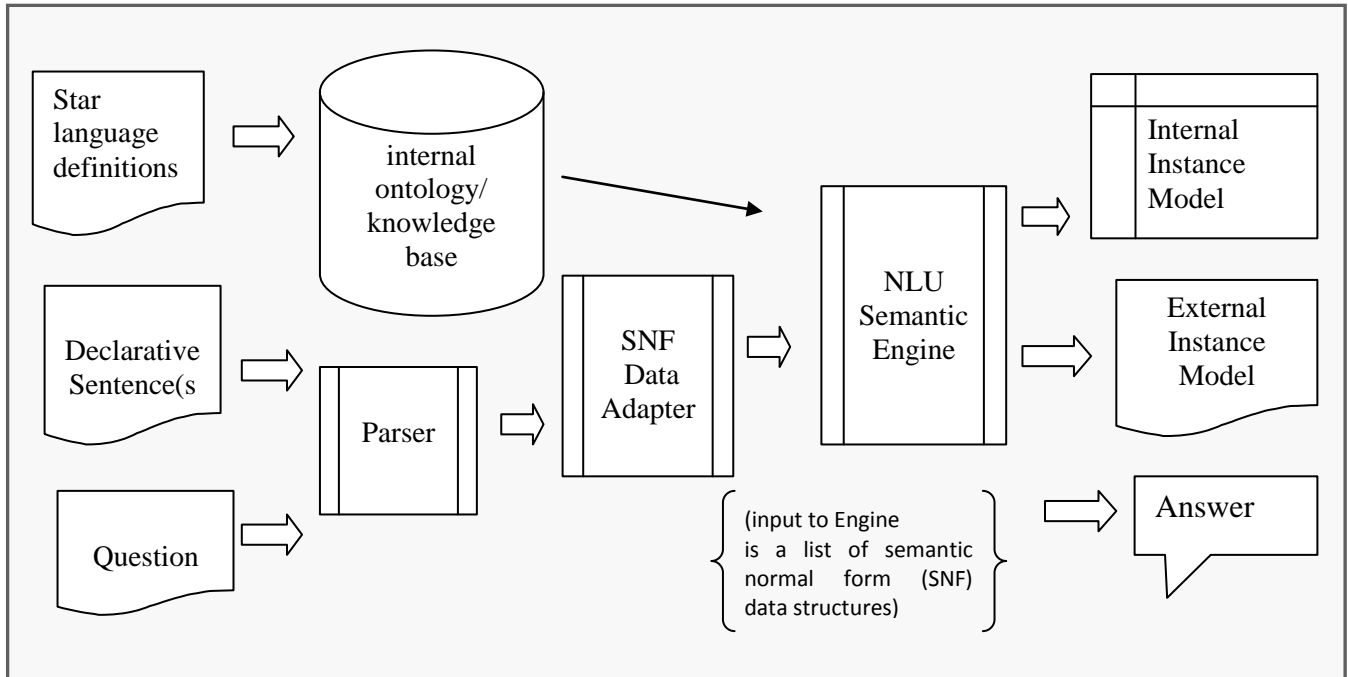 Star
language
definitions
internal
ontology/
knowledge
base
Internal
Instance
Model
NLU
Semantic
Engine
Declarative
Sentence(s
Parser
SNF
Data
Adapter
External
Instance
Model
Question
(input to Engine
is a list of semantic
normal form (SNF)
data structures)
Answer